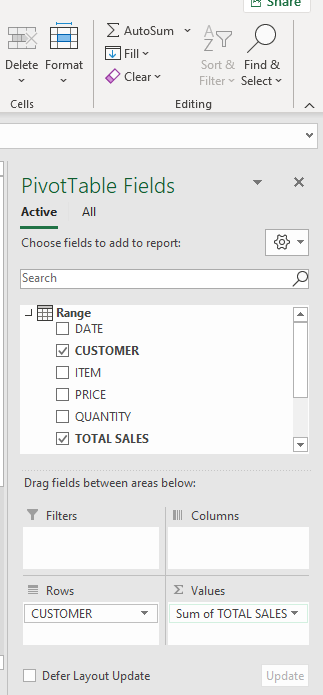 Share
AutoSum
Fill
Clear
Delete Format
Sort & Filter
Find & Select
Cells
Editing
PivotTable Fields
Active All
Choose fields to add to report:
Search
Range
DATE
CUSTOMER
ITEM
PRICE
QUANTITY
TOTAL SALES
Drag fields between areas below:
Filters
Columns
Rows
Values
CUSTOMER
Sum of TOTAL SALES
Defer Layout Update
Update